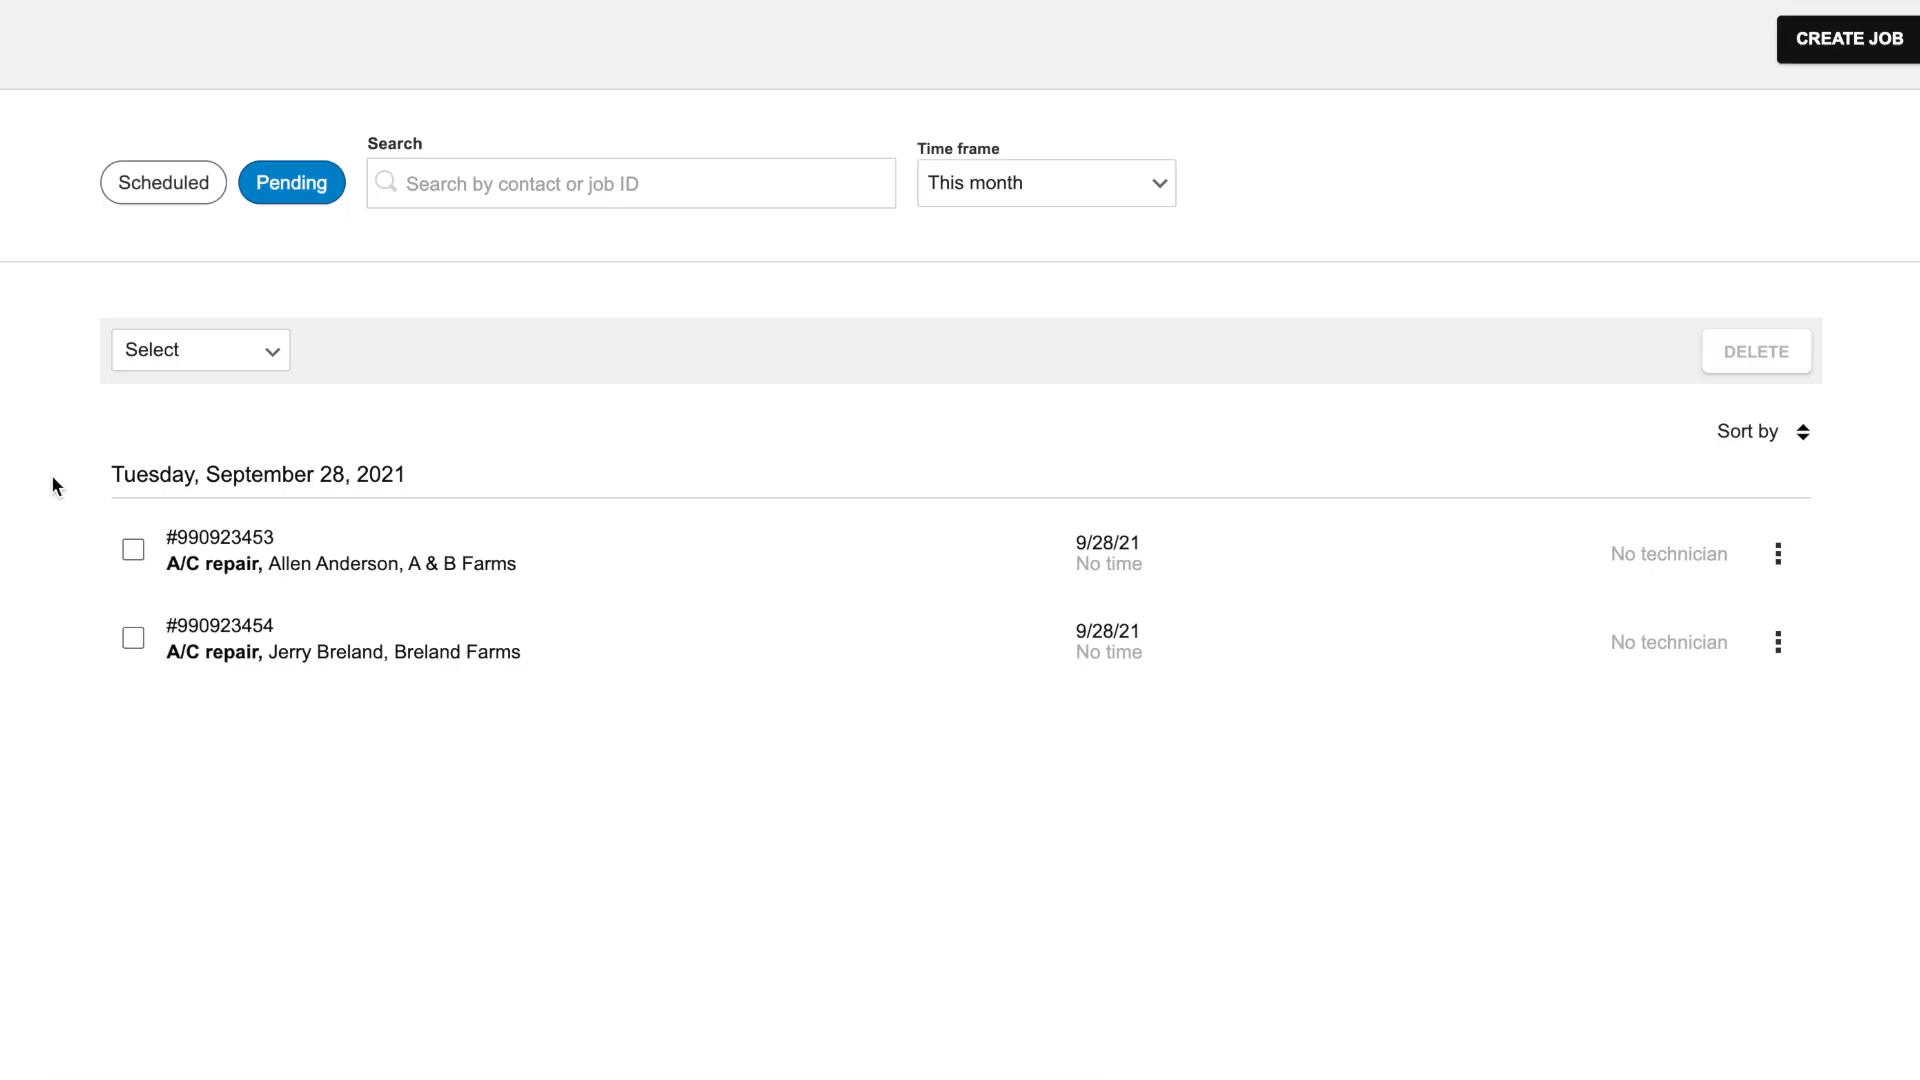 CREATE JOB
Search
Time frame
Scheduled
Pending
Search by contact or job ID
This month
Select
DELETE
Sort by
Tuesday, September 28, 2021
#990923453
A/C repair, Allen Anderson, A & B Farms
9/28/21
No time
No technician
#990923454
A/C repair, Jerry Breland, Breland Farms
9/28/21
No time
No technician